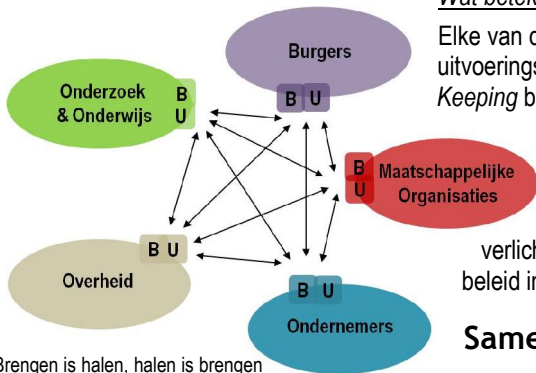 Elke van d
uitvoerings
Keeping b
Burgers
B U
Onderzoek
& Onderwijs
B
U
B
U
Maatschappelijke
Organisaties
B U
Overheid
B U
Ondernemers
verlich
beleid in
Same
Brengen is halen, halen is brengen